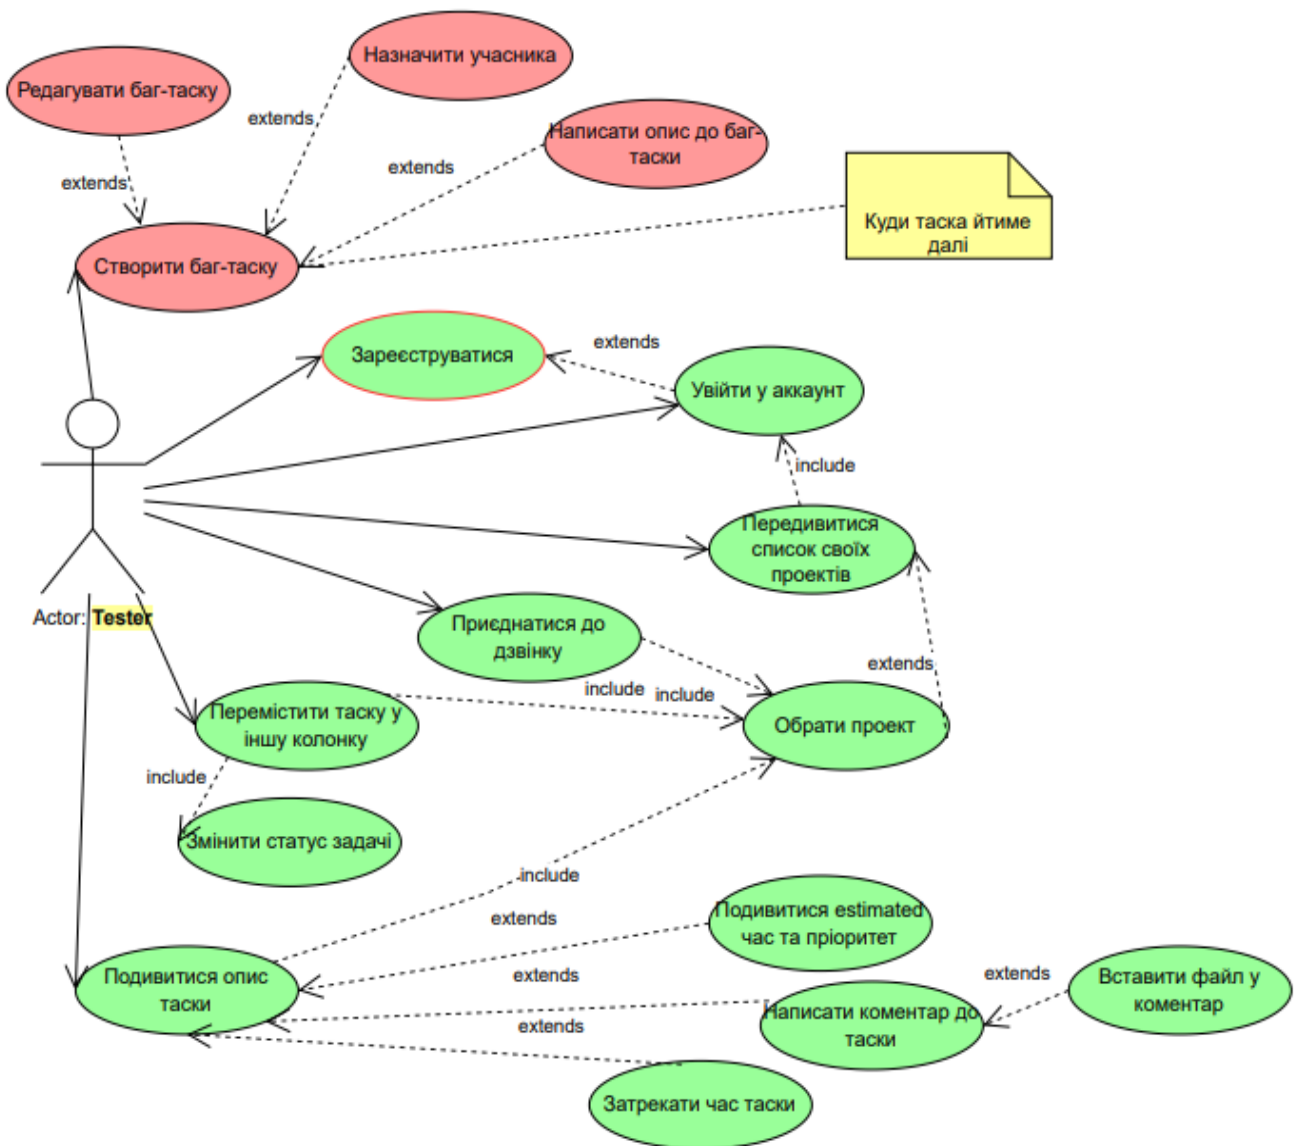 Назначити учасника
Редагувати баг-таску
extends
Написати опис до баг-
таски
extends
extends
Куди таска йтиме
далі
Створити баг-таску
Зареєструватися
extends
Увійти у аккаунт
include
Передивитися
список своїх
проектів
Actor: Tester
Приєднатися до
дзвінку
extends
include
include
Перемістити таску у
іншу колонку
Обрати проект
include
Змінити статус задачі
include
Подивитися estimated
час та пріоритет
extends
Подивитися опис
таски
extends
extends
Вставити файл у
коментар
Написати коментар до
таски
extends
Затрекати час таски